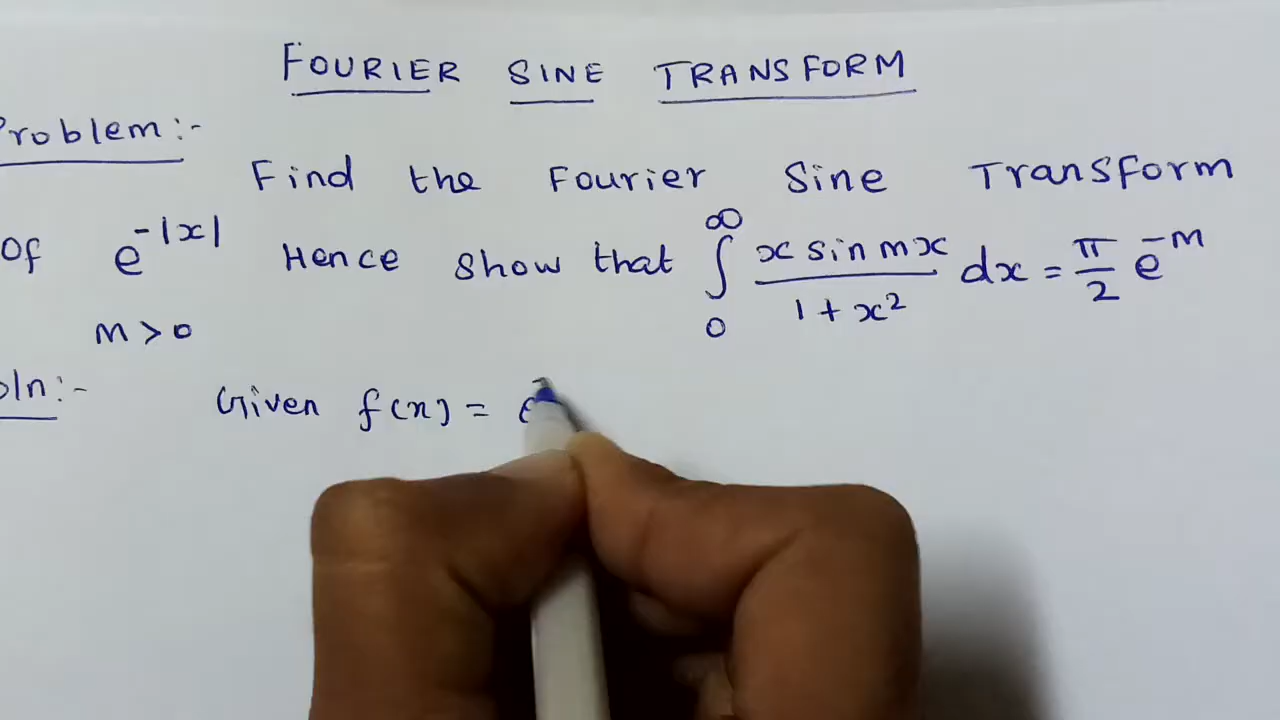 FOURIER SINE TRANSFORM
Problem:-
Find the Fourier Sine Transform
Of e^{-|x|} Hence show that ∫_0^∞ x sin mx / 1 + x² dx = π/2 e^{-m}
m > 0
oln:- Given f(x) = e^-